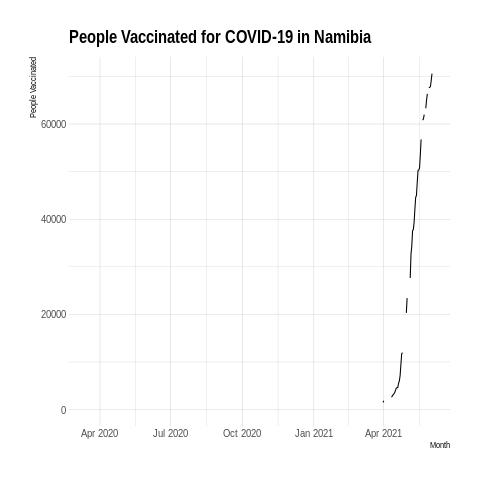 People Vaccinated for COVID-19 in Namibia
People Vaccinated
60000
40000
20000
0
Apr 2020 Jul 2020 Oct 2020 Jan 2021 Apr 2021
Month